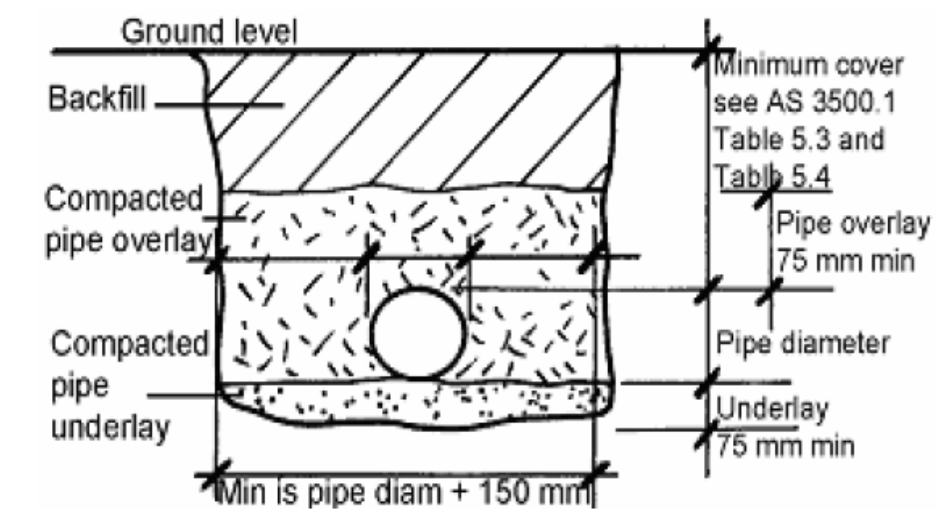 Ground level
Backfill
Compacted
pipe overlay
Compacted
pipe
underlay
Minimum cover
see AS 3500.1
Table 5.3 and
Table 5.4
Pipe overlay
75 mm min
Pipe diameter
Underlay
75 mm min
Min is pipe diam + 150 mm